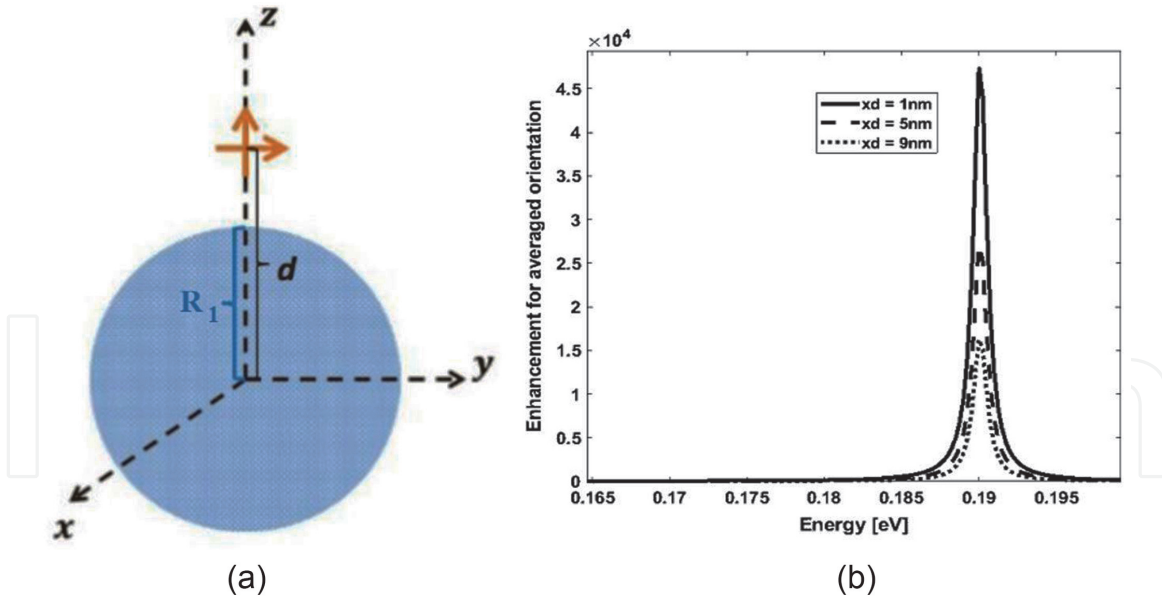 z
d
R₁
y
x
(a)
×10⁴
Enhancement for averaged orientation
4.5
4
3.5
3
2.5
2
1.5
1
0.5
0
xd = 1nm
xd = 5nm
xd = 9nm
0.165 0.17 0.175 0.18 0.185 0.19 0.195
Energy [eV]
(b)